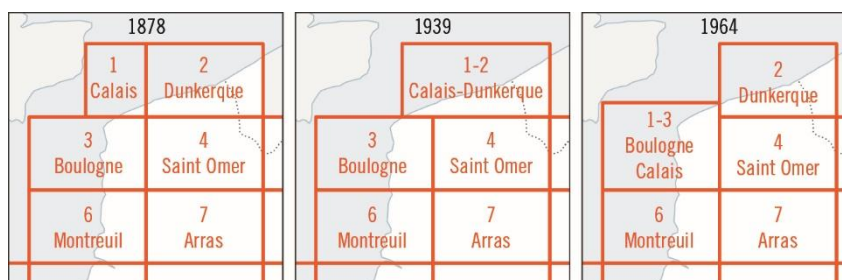 1878
1
Calais
2
Dunkerque
3
Boulogne
4
Saint Omer
6
Montreuil
7
Arras
1939
1-2
Calais-Dunkerque
3
Boulogne
4
Saint Omer
6
Montreuil
7
Arras
1964
2
Dunkerque
1-3
Boulogne
Calais
4
Saint Omer
6
Montreuil
7
Arras